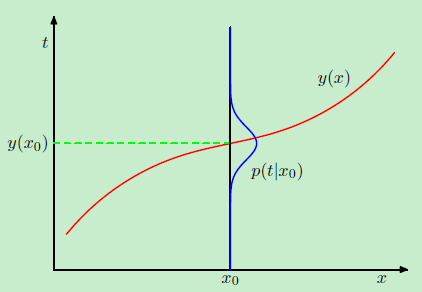 t
y(x)
y(x₀)
p(t|x₀)
x₀
x